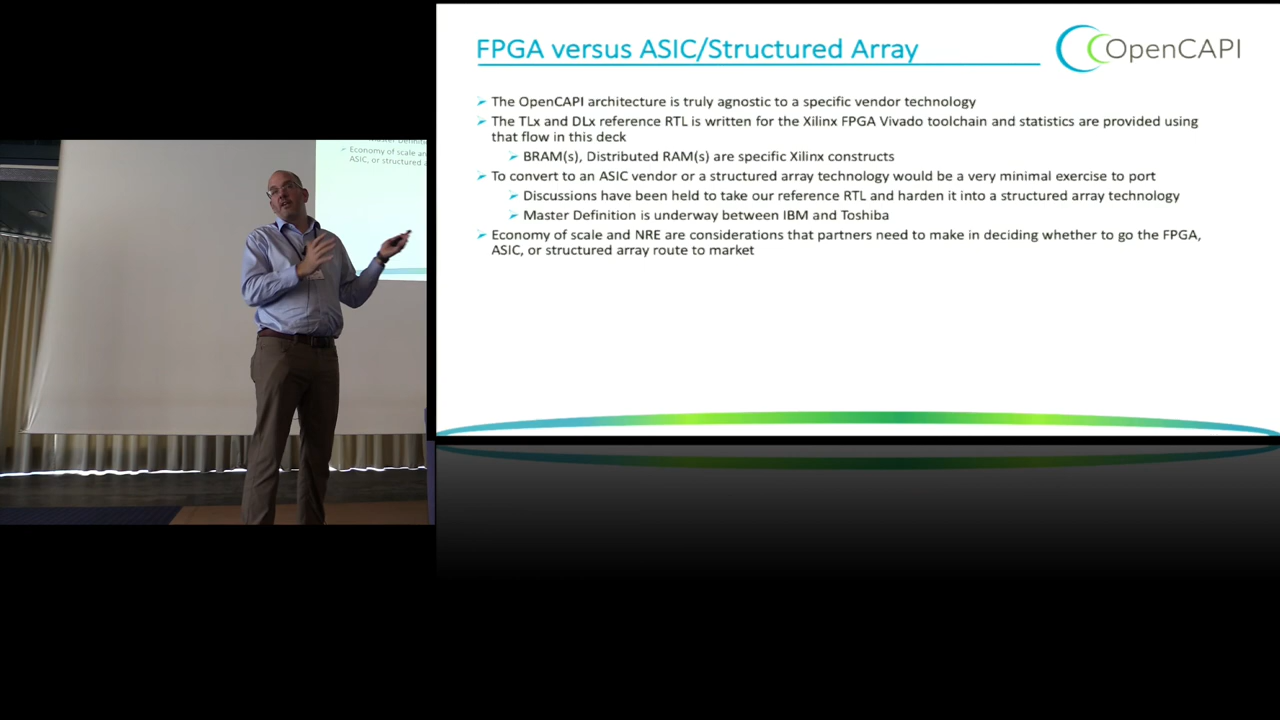 FPGA versus ASIC/Structured Array
OpenCAPI
The OpenCAPI architecture is truly agnostic to a specific vendor technology
The TLx and DLx reference RTL is written for the Xilinx FPGA Vivado toolchain and statistics are provided using
that flow in this deck
BRAM(s), Distributed RAM(s) are specific Xilinx constructs
To convert to an ASIC vendor or a structured array technology would be a very minimal exercise to port
Discussions have been held to take our reference RTL and harden it into a structured array technology
Master Definition is underway between IBM and Toshiba
Economy of scale and NRE are considerations that partners need to make in deciding whether to go the FPGA,
ASIC, or structured array route to market
Economy of scale
ASIC, or structured